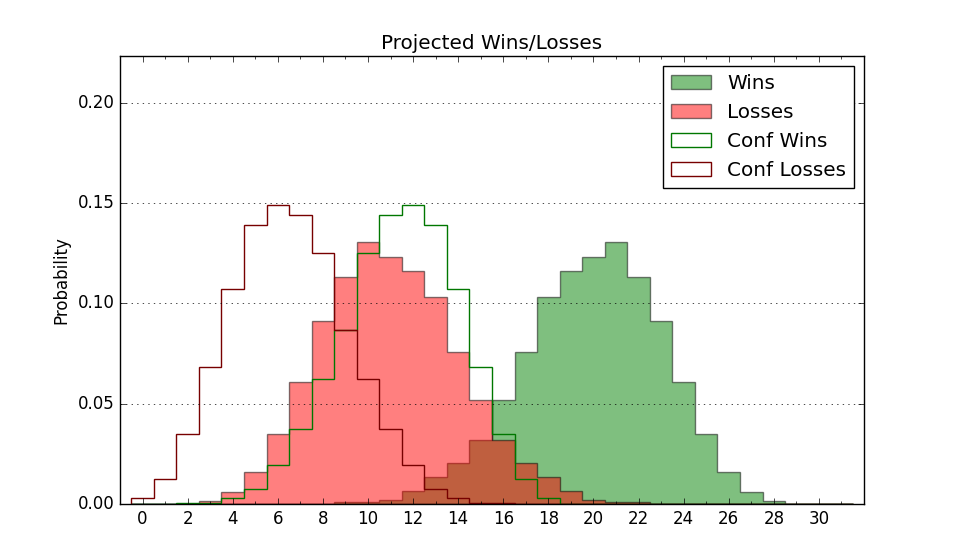 Projected Wins/Losses
Wins
Losses
Conf Wins
Conf Losses
Probability
0.20
0.15
0.10
0.05
0.00
0 2 4 6 8 10 12 14 16 18 20 22 24 26 28 30